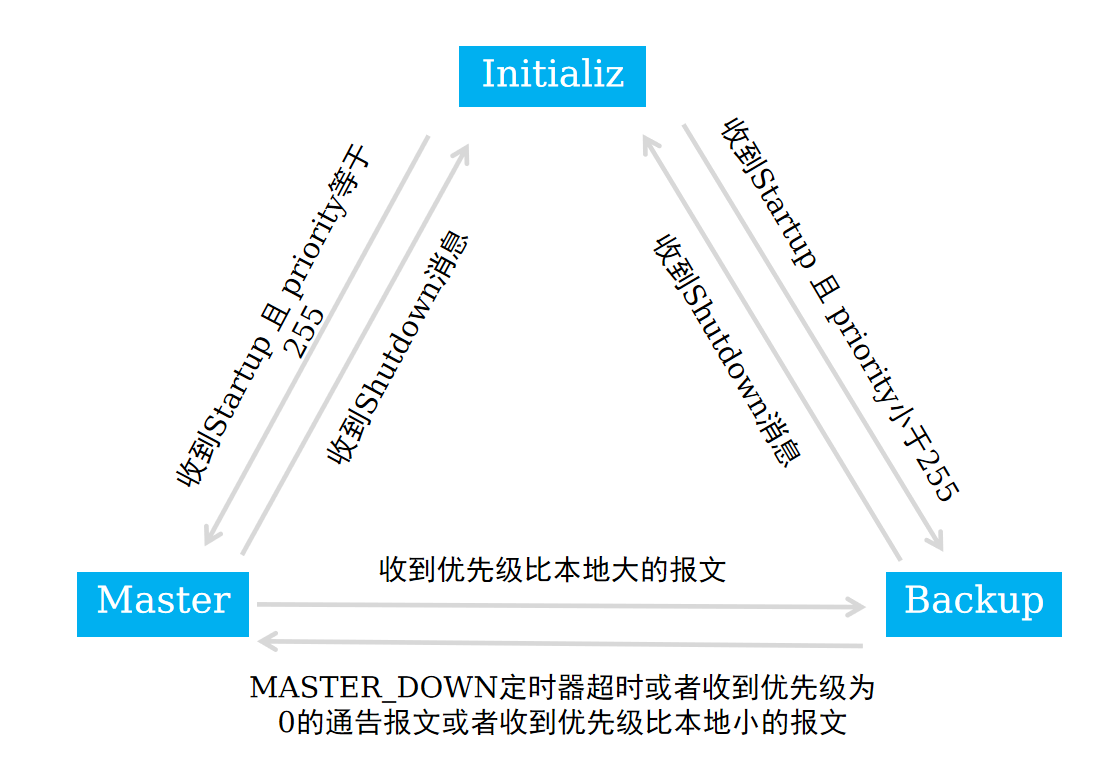 Initializ
收到Startup 且 priority等于
255
收到Shutdown消息
收到Shutdown消息
收到Startup 且 priority小于255
Master
收到优先级比本地大的报文
Backup
MASTER_DOWN定时器超时或者收到优先级为
0的通告报文或者收到优先级比本地小的报文